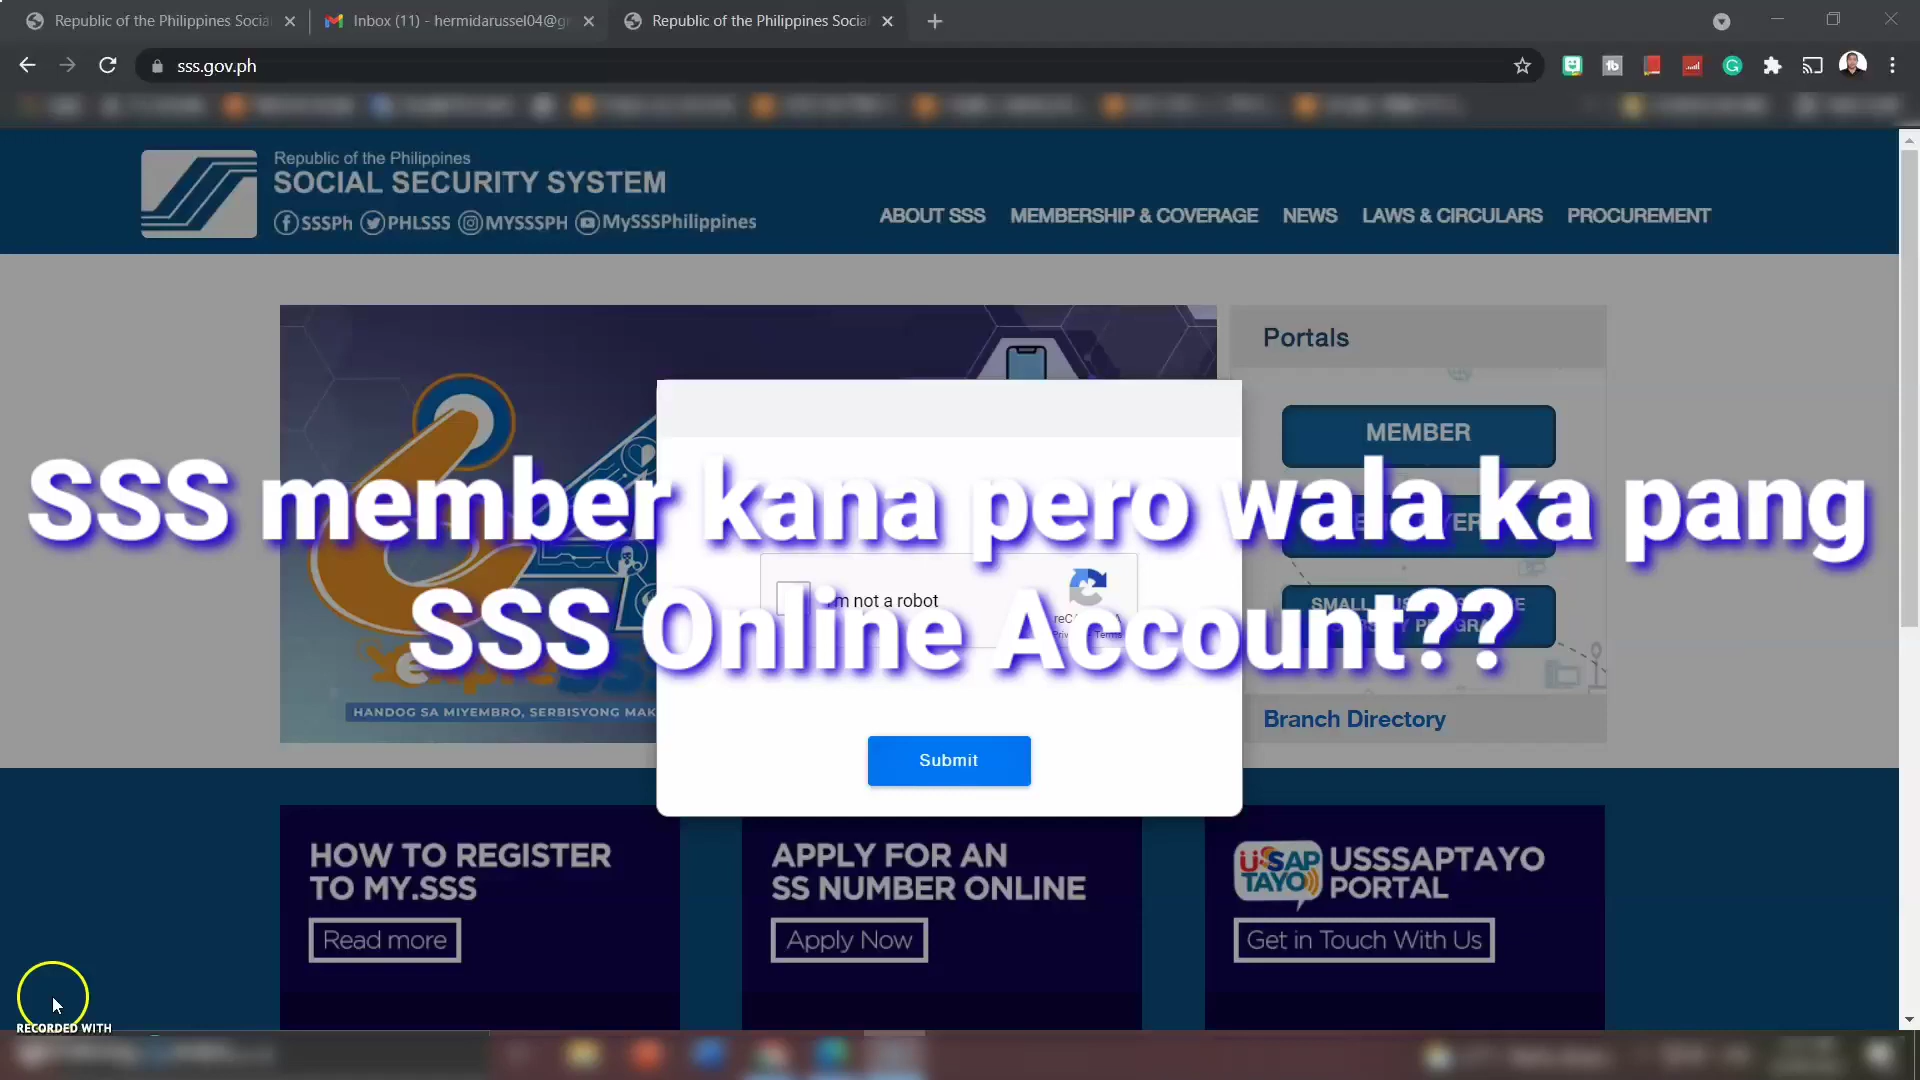 Republic of the Philippines Socia
Inbox (11) - hermidarussel04@g
Republic of the Philippines Socia
sss.gov.ph
Republic of the Philippines
SOCIAL SECURITY SYSTEM
SSSPh PHLSSS MYSSSPH MySSSPhilippines
ABOUT SSS MEMBERSHIP & COVERAGE NEWS LAWS & CIRCULARS PROCUREMENT
Portals
MEMBER
SSS member kana pero wala ka pang
SSS Online Account??
I'm not a robot
HANDOG SA MIYEMBRO, SERBISYONG MAK
Branch Directory
Submit
HOW TO REGISTER
TO MY.SSS
Read more
APPLY FOR AN
SS NUMBER ONLINE
Apply Now
USSAP TAYO
USSSAPTAYO
PORTAL
Get in Touch With Us
RECORDED WITH